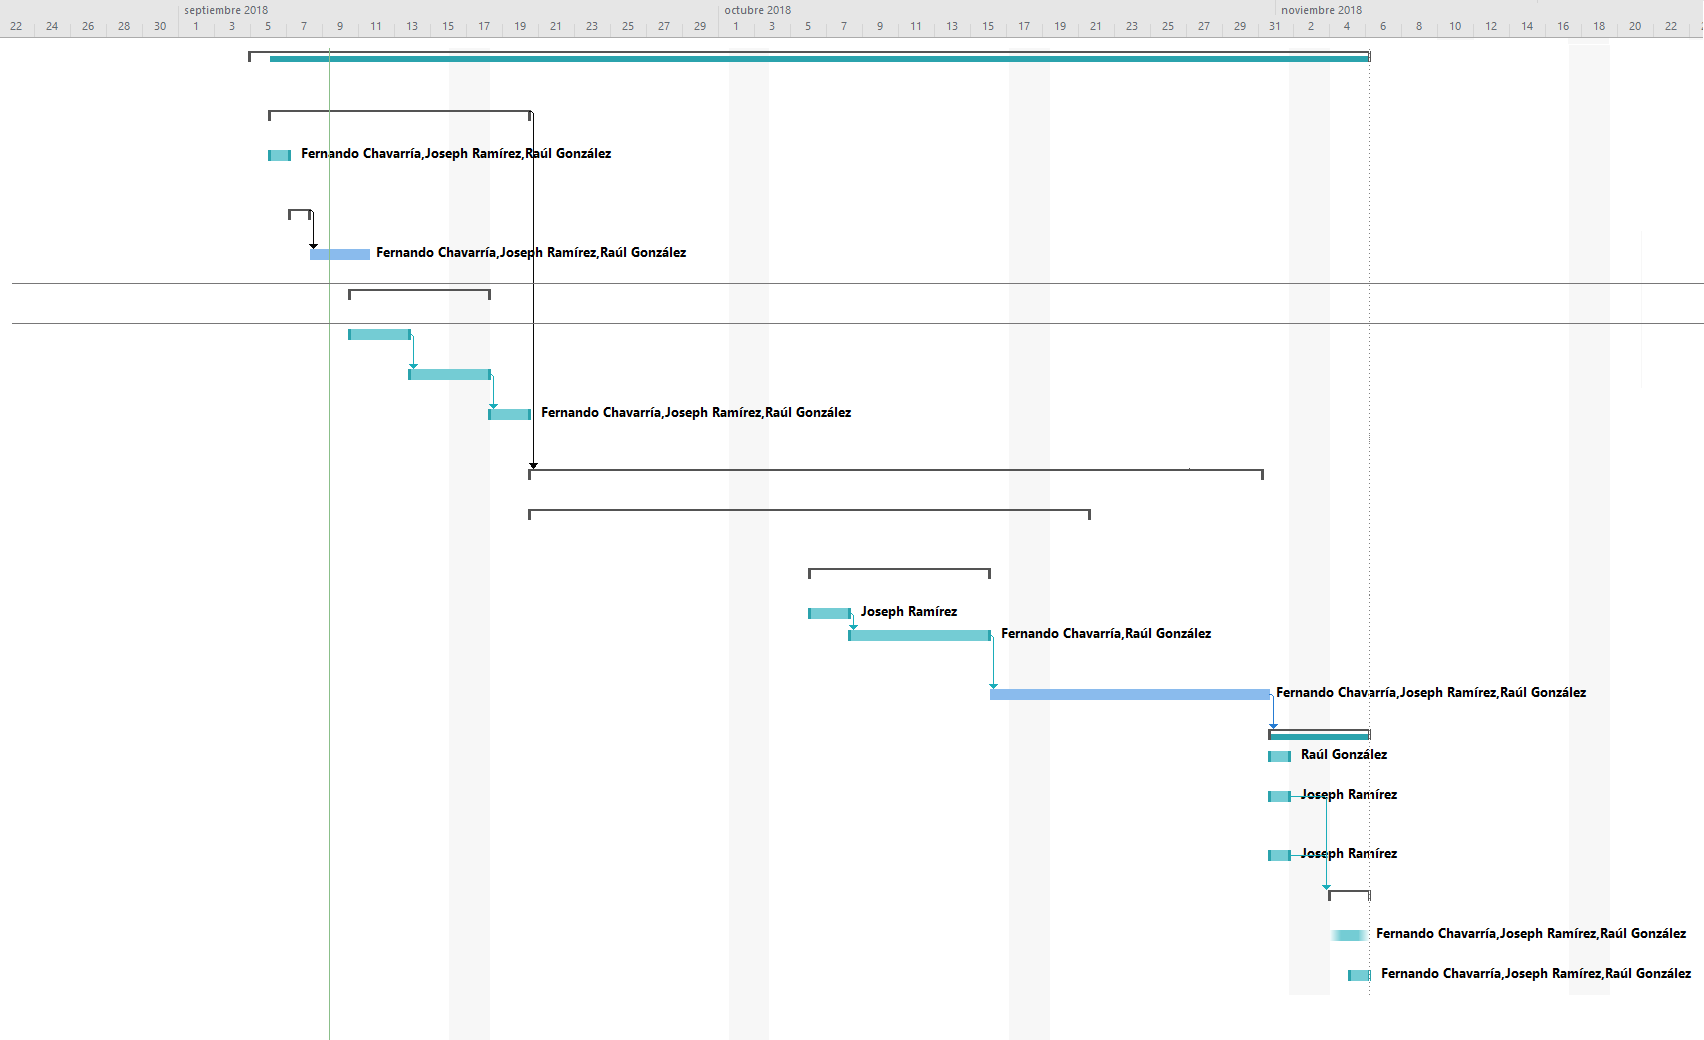 septiembre 2018 octubre 2018 noviembre 2018
22 24 26 28 30 1 3 5 7 9 11 13 15 17 19 21 23 25 27 29 1 3 5 7 9 11 13 15 17 19 21 23 25 27 29 31 2 4 6 8 10 12 14 16 18 20 22
Fernando Chavarría,Joseph Ramírez,Raúl González
Fernando Chavarría,Joseph Ramírez,Raúl González
Fernando Chavarría,Joseph Ramírez,Raúl González
Joseph Ramírez
Fernando Chavarría,Raúl González
Fernando Chavarría,Joseph Ramírez,Raúl González
Raúl González
Joseph Ramírez
Joseph Ramírez
Fernando Chavarría,Joseph Ramírez,Raúl González
Fernando Chavarría,Joseph Ramírez,Raúl González